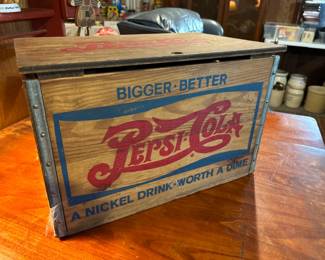 BIGGER · BETTER
PEPSI-COLA
A NICKEL DRINK-WORTH A DIME